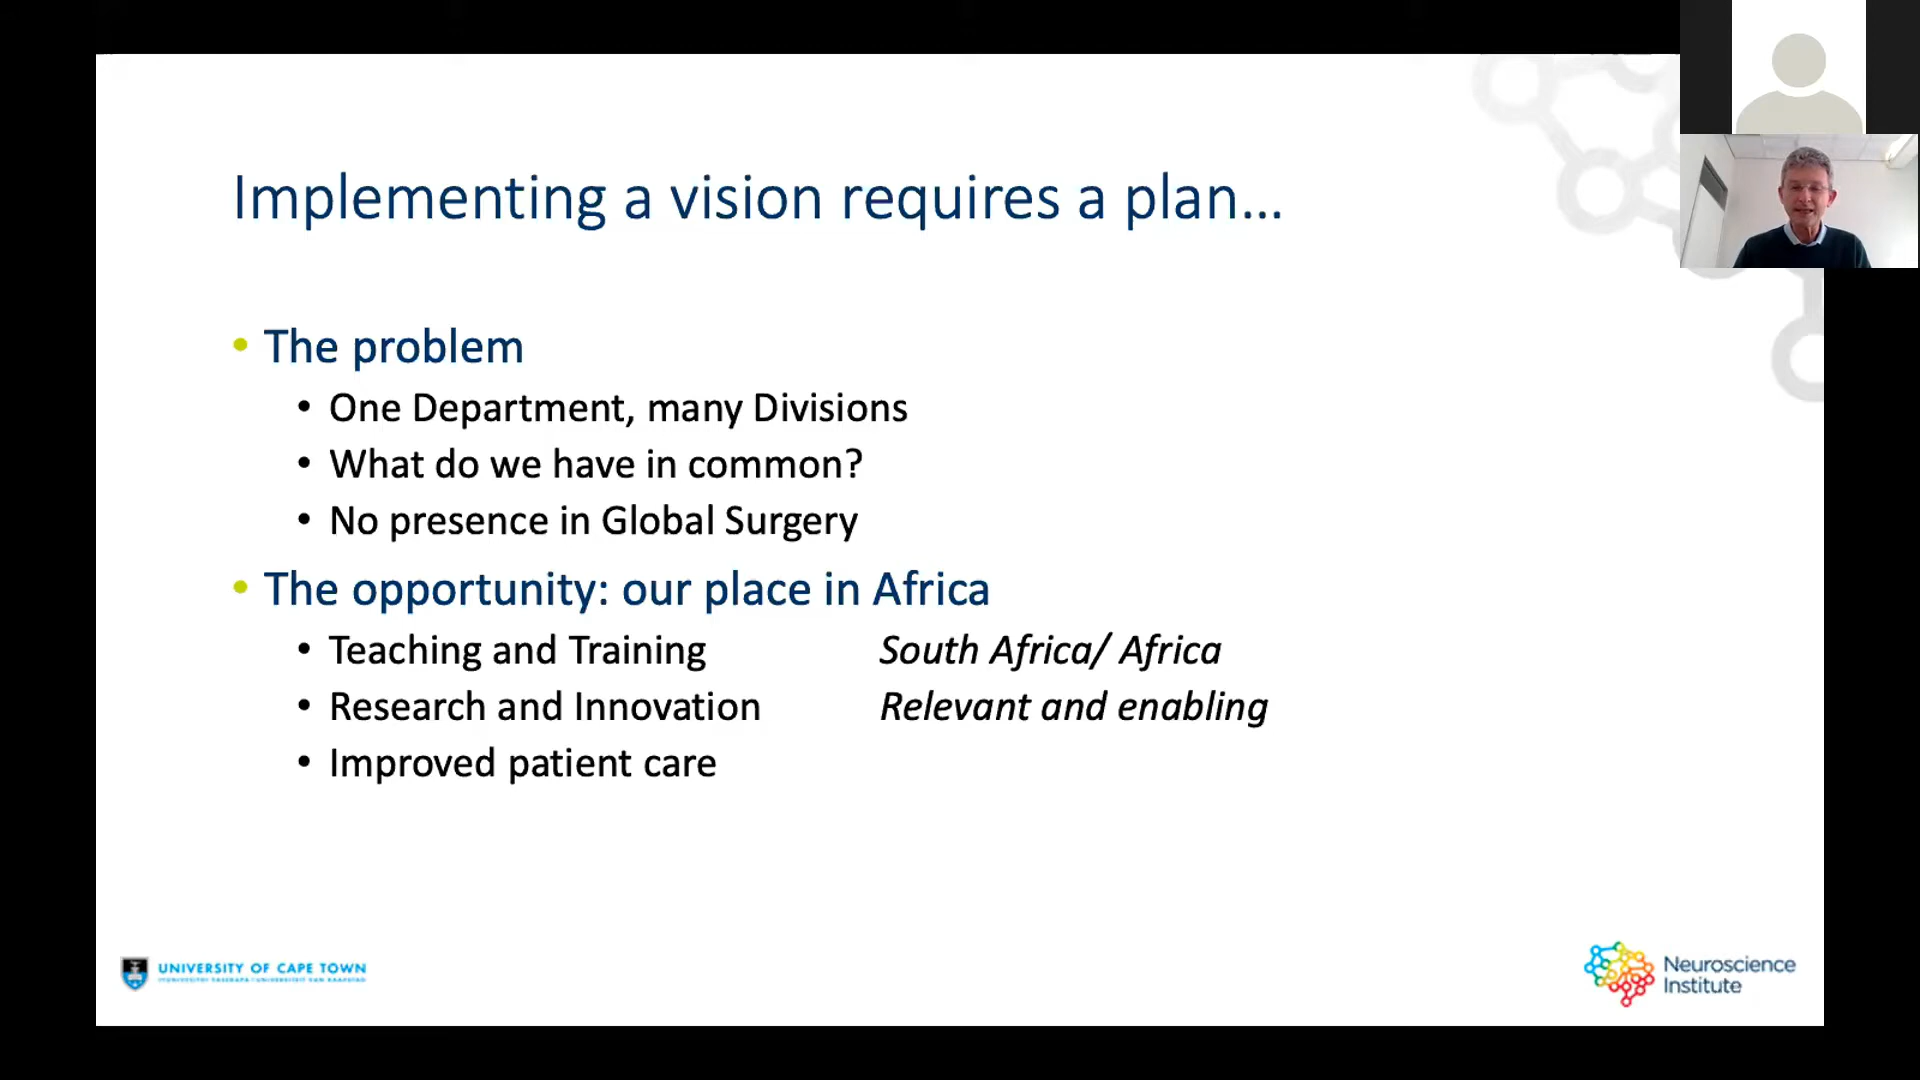 Implementing a vision requires a plan...
• The problem
• One Department, many Divisions
• What do we have in common?
• No presence in Global Surgery
• The opportunity: our place in Africa
• Teaching and Training South Africa/ Africa
• Research and Innovation Relevant and enabling
• Improved patient care
UNIVERSITY OF CAPE TOWN
Neuroscience
Institute